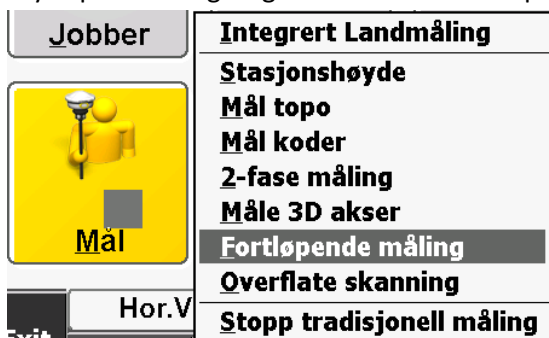 Jobber
Integrert Landmåling
Stasjonshøyde
Mål topo
Mål koder
2-fase måling
Måle 3D akser
Mål
Fortløpende måling
Overflate skanning
Hor.V
Stopp tradisjonell måling